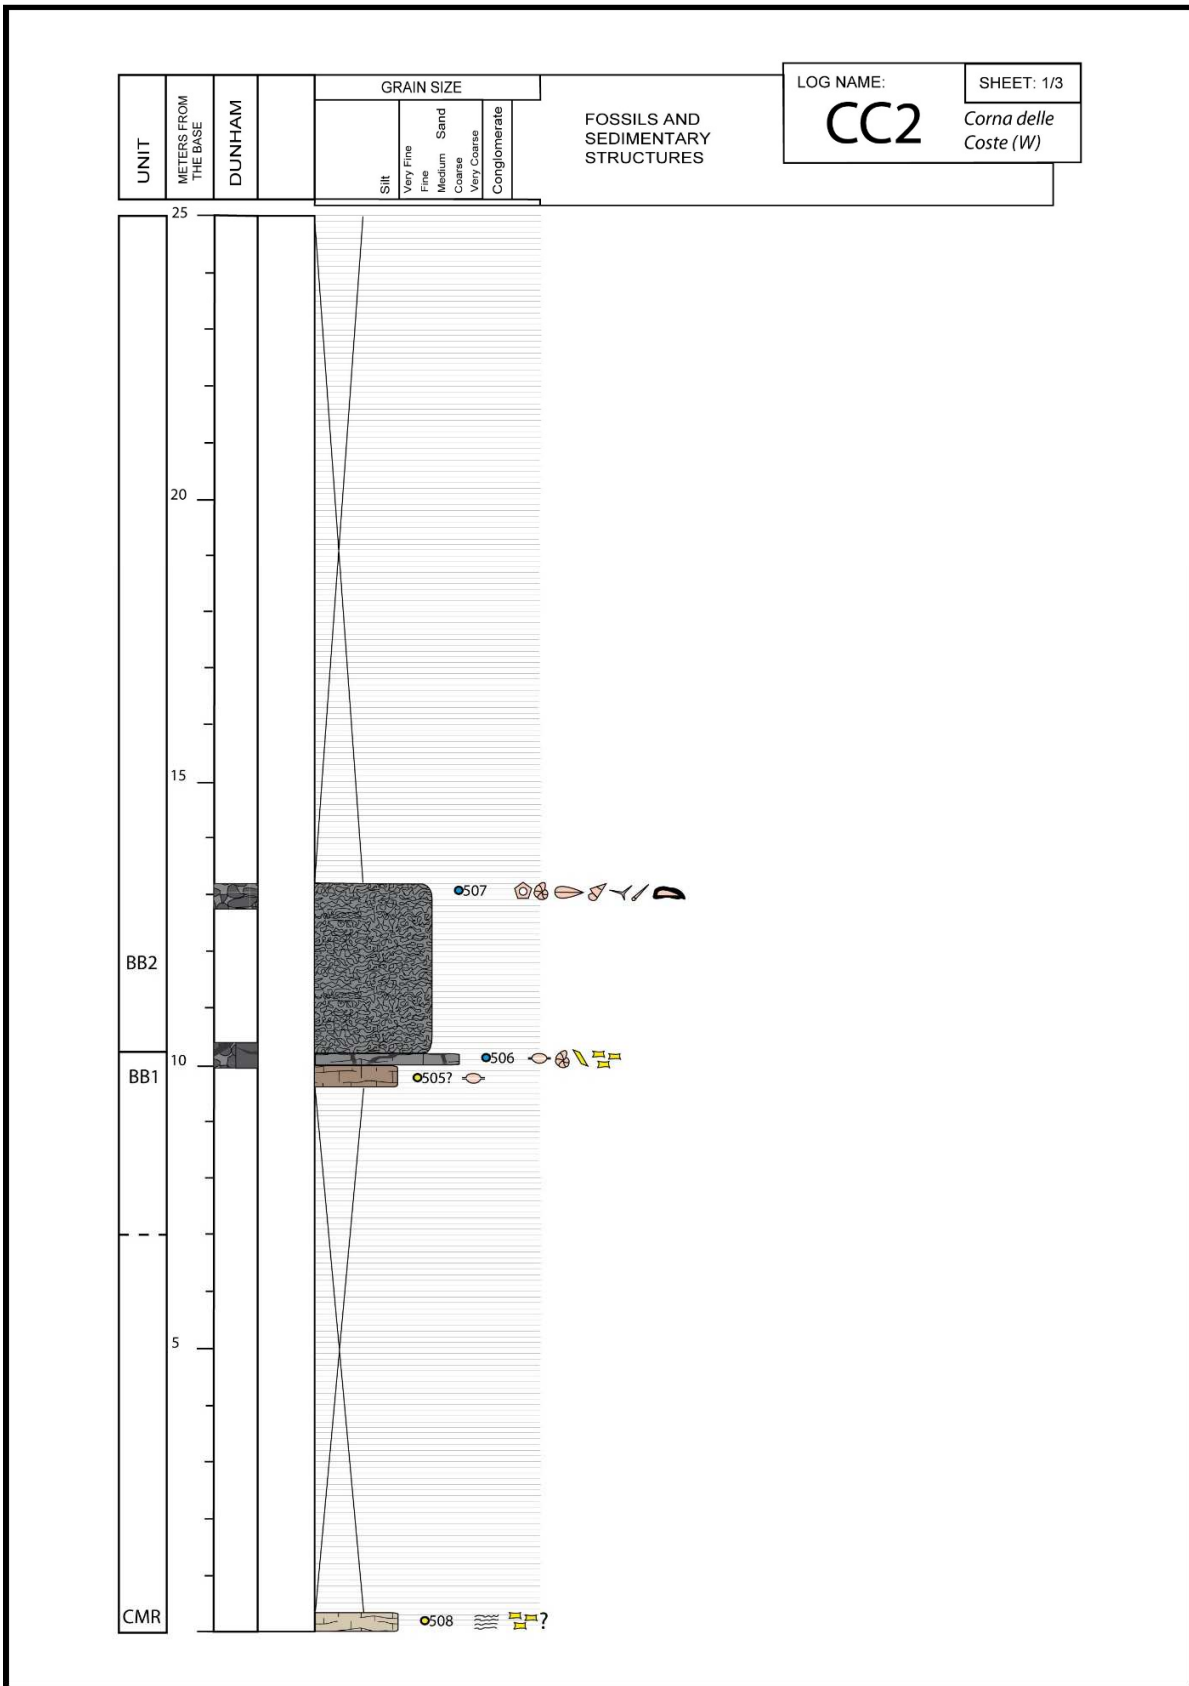 UNIT
METERS FROM
THE BASE
DUNHAM
GRAIN SIZE
Silt
Very Fine
Fine
Medium
Sand
Coarse
Very Coarse
Conglomerate
FOSSILS AND
SEDIMENTARY
STRUCTURES
LOG NAME:
CC2
SHEET: 1/3
Corna delle
Coste (W)
25
20
15
507
BB2
10
506
BB1
505?
5
CMR
508
?